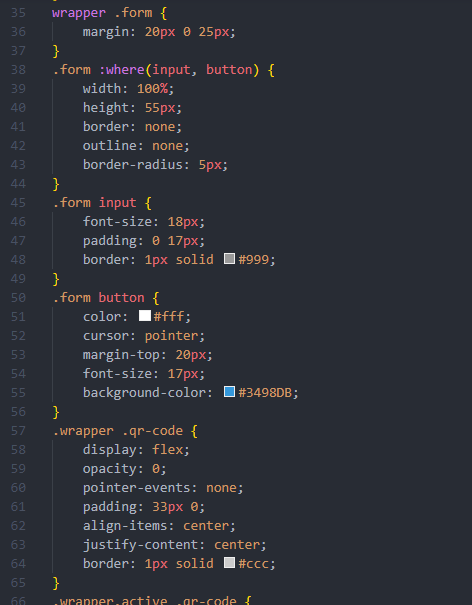 35 wrapper .form {
36 margin: 20px 0 25px;
37 }
38 .form :where(input, button) {
39 width: 100%;
40 height: 55px;
41 border: none;
42 outline: none;
43 border-radius: 5px;
44 }
45 .form input {
46 font-size: 18px;
47 padding: 0 17px;
48 border: 1px solid #999;
49 }
50 .form button {
51 color: #fff;
52 cursor: pointer;
53 margin-top: 20px;
54 font-size: 17px;
55 background-color: #3498DB;
56 }
57 .wrapper .qr-code {
58 display: flex;
59 opacity: 0;
60 pointer-events: none;
61 padding: 33px 0;
62 align-items: center;
63 justify-content: center;
64 border: 1px solid #ccc;
65 }
66 .wrapper.active .qr-code {